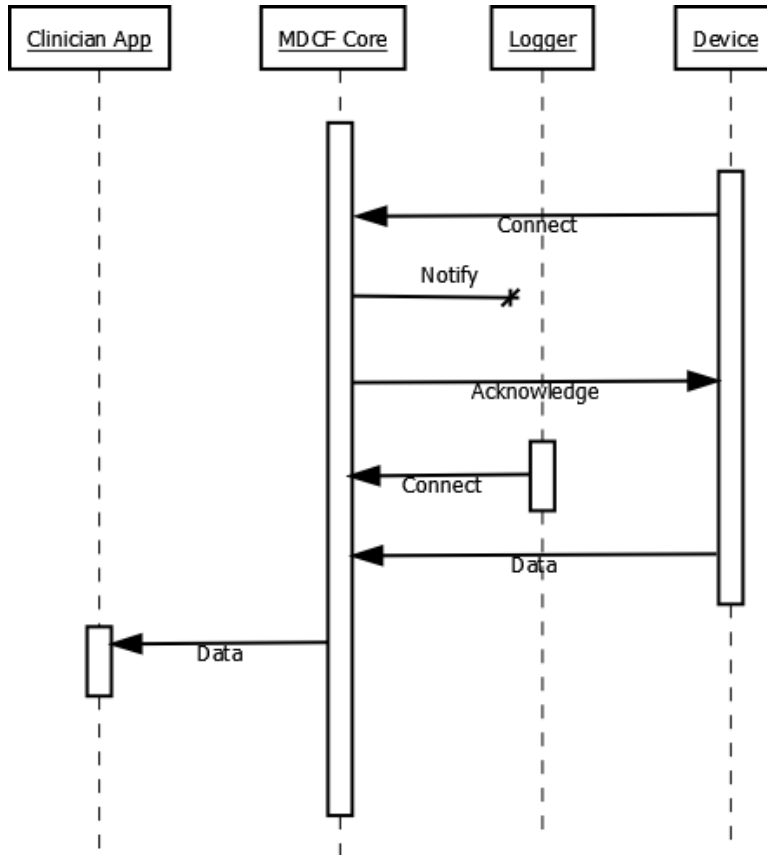 Clinician App
MDCF Core
Logger
Device
Connect
Notify
Acknowledge
Connect
Data
Data